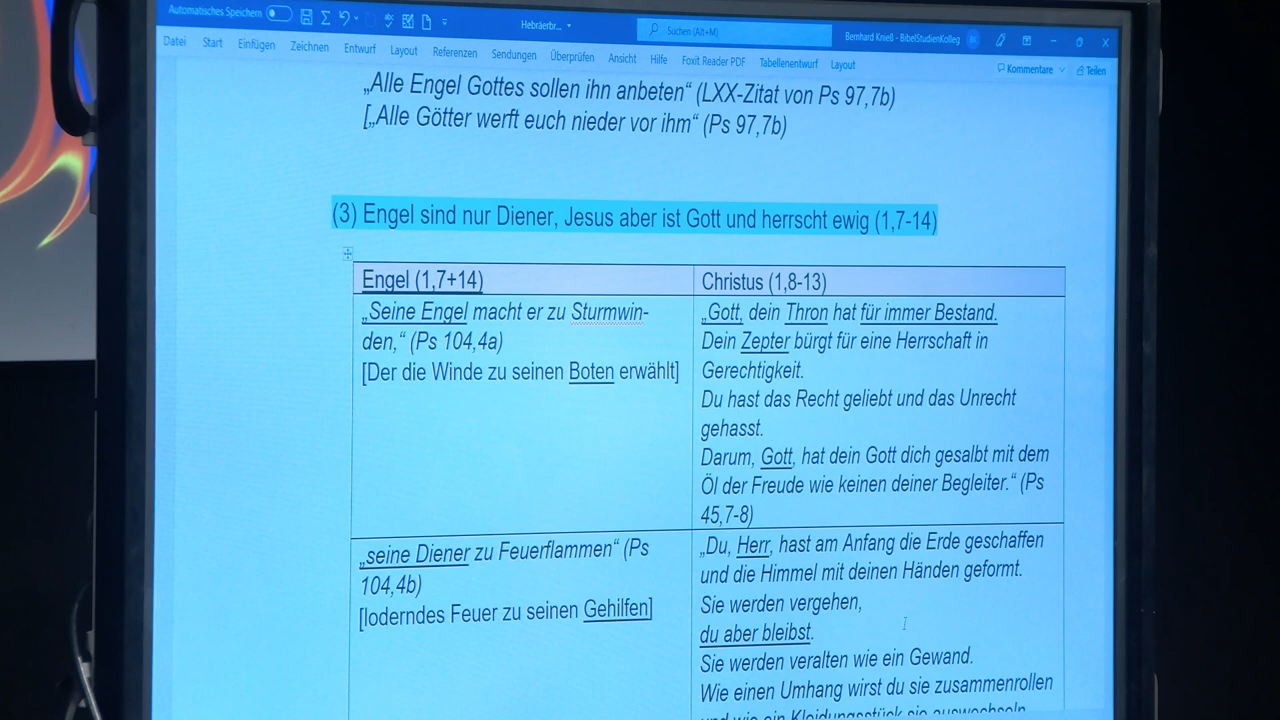 Automatisches Speichern
Hebräerbr...
Suchen (Alt+M)
Bernhard Knieß - BibelStudienKolleg
Datei Start Einfügen Zeichnen Entwurf Layout Referenzen Sendungen Überprüfen Ansicht Hilfe Foxit Reader PDF Tabellenentwurf Layout
Kommentare
Teilen
„Alle Engel Gottes sollen ihn anbeten“ (LXX-Zitat von Ps 97,7b)
[„Alle Götter werft euch nieder vor ihm“ (Ps 97,7b)
(3) Engel sind nur Diener, Jesus aber ist Gott und herrscht ewig (1,7-14)
Engel (1,7+14)
„Seine Engel macht er zu Sturmwin-
den,“ (Ps 104,4a)
[Der die Winde zu seinen Boten erwählt]
Christus (1,8-13)
„Gott, dein Thron hat für immer Bestand.
Dein Zepter bürgt für eine Herrschaft in
Gerechtigkeit.
Du hast das Recht geliebt und das Unrecht
gehasst.
Darum, Gott, hat dein Gott dich gesalbt mit dem
Öl der Freude wie keinen deiner Begleiter.“ (Ps
45,7-8)
„seine Diener zu Feuerflammen“ (Ps
104,4b)
[loderndes Feuer zu seinen Gehilfen]
„Du, Herr, hast am Anfang die Erde geschaffen
und die Himmel mit deinen Händen geformt.
Sie werden vergehen,
du aber bleibst.
Sie werden veralten wie ein Gewand.
Wie einen Umhang wirst du sie zusammenrollen
und wie ein Kleidungsstück sie auswechseln